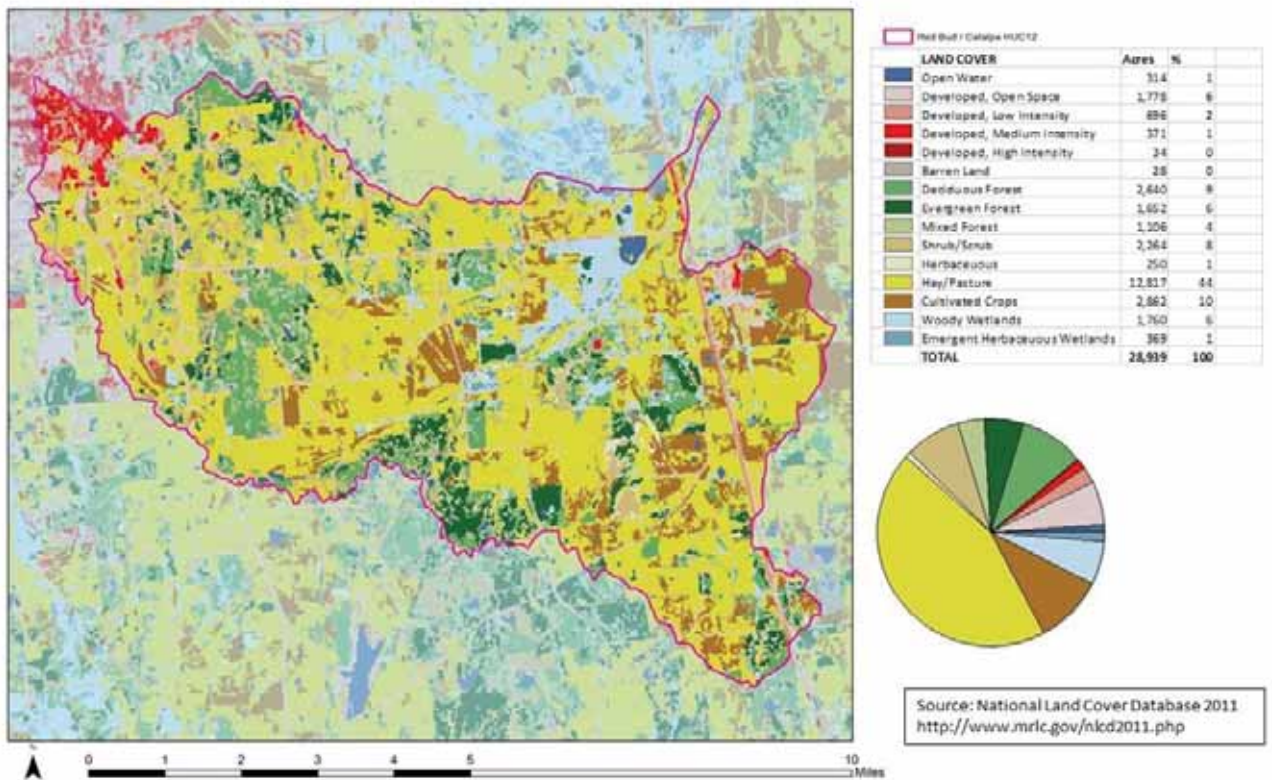 Red Bud / Catalpa HUC12
LAND COVER Acres %
Open Water 314 1
Developed, Open Space 1,778 6
Developed, Low Intensity 696 2
Developed, Medium Intensity 371 1
Developed, High Intensity 34 0
Barren Land 28 0
Deciduous Forest 2,640 9
Evergreen Forest 1,652 6
Mixed Forest 1,106 4
Shrub/Scrub 2,264 8
Herbaceous 250 1
Hay/Pasture 12,817 44
Cultivated Crops 2,862 10
Woody Wetlands 1,760 6
Emergent Herbaceuous Wetlands 369 1
TOTAL 28,939 100
Source: National Land Cover Database 2011
http://www.mrlc.gov/nlcd2011.php
0 1 2 3 4 5 10
Miles